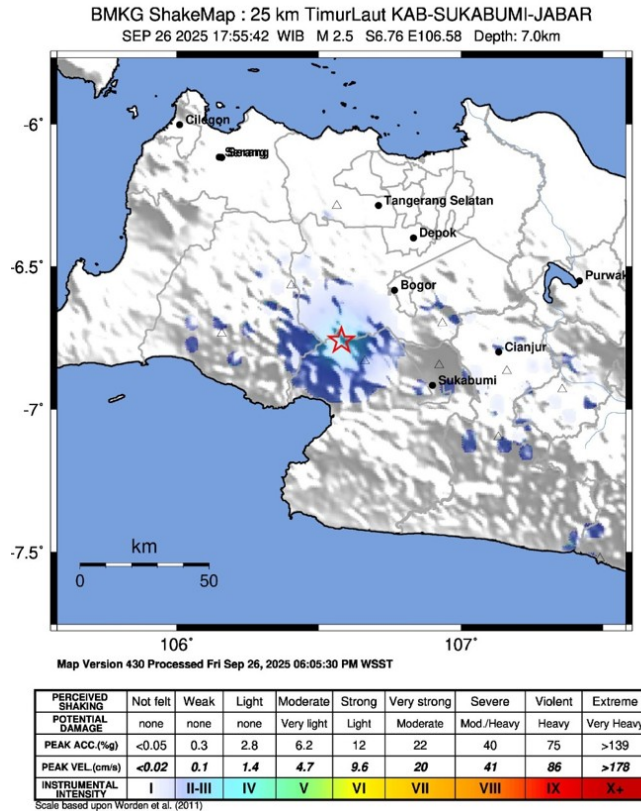 BMKG ShakeMap : 25 km TimurLaut KAB-SUKABUMI-JABAR
SEP 26 2025 17:55:42 WIB M 2.5 S6.76 E106.58 Depth: 7.0km
-6°
-6.5°
-7°
-7.5°
Cilegon
Serang
Tangerang Selatan
Depok
Bogor
Purwak
Cianjur
Sukabumi
km
0 50
106° 107°
Map Version 430 Processed Fri Sep 26, 2025 06:05:30 PM WSST
PERCEIVED SHAKING Not felt Weak Light Moderate Strong Very strong Severe Violent Extreme
POTENTIAL DAMAGE none none none Very light Light Moderate Mod./Heavy Heavy Very Heavy
PEAK ACC.(%g) <0.05 0.3 2.8 6.2 12 22 40 75 >139
PEAK VEL.(cm/s) <0.02 0.1 1.4 4.7 9.6 20 41 86 >178
INSTRUMENTAL INTENSITY I II-III IV V VI VII VIII IX X+
Scale based upon Worden et al. (2011)